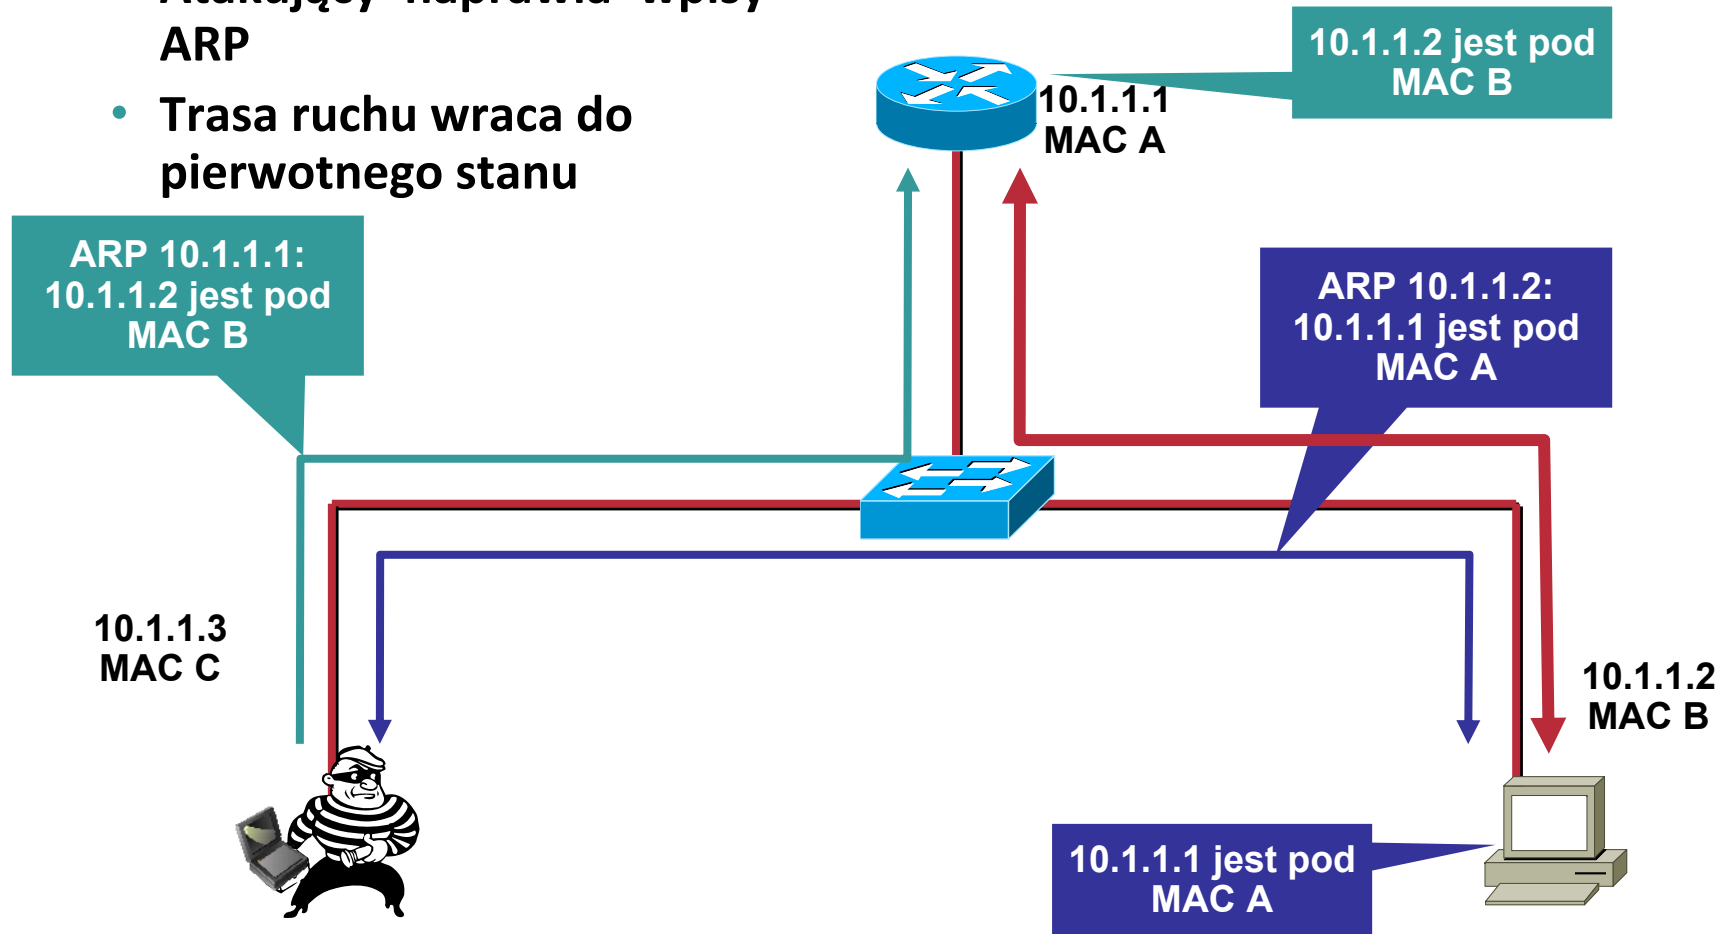 Atakujący "naprawia" wpisy
ARP
• Trasa ruchu wraca do
pierwotnego stanu
10.1.1.2 jest pod
MAC B
10.1.1.1
MAC A
ARP 10.1.1.1:
10.1.1.2 jest pod
MAC B
ARP 10.1.1.2:
10.1.1.1 jest pod
MAC A
10.1.1.3
MAC C
10.1.1.2
MAC B
10.1.1.1 jest pod
MAC A